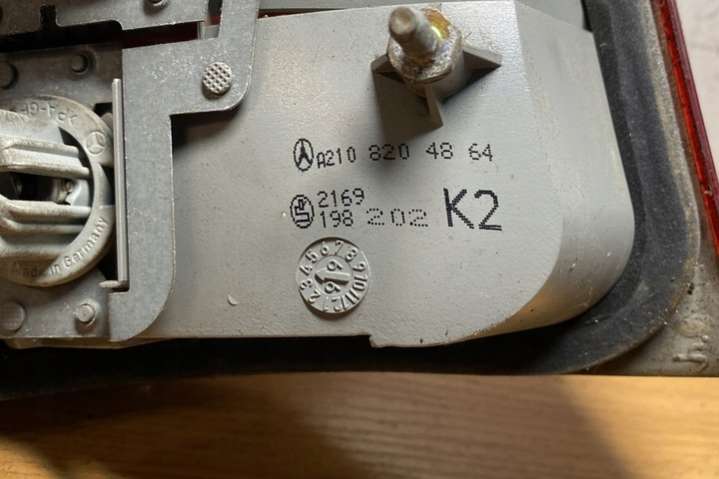 A210 820 48 64
2169
198 202 K2
Made in Germany